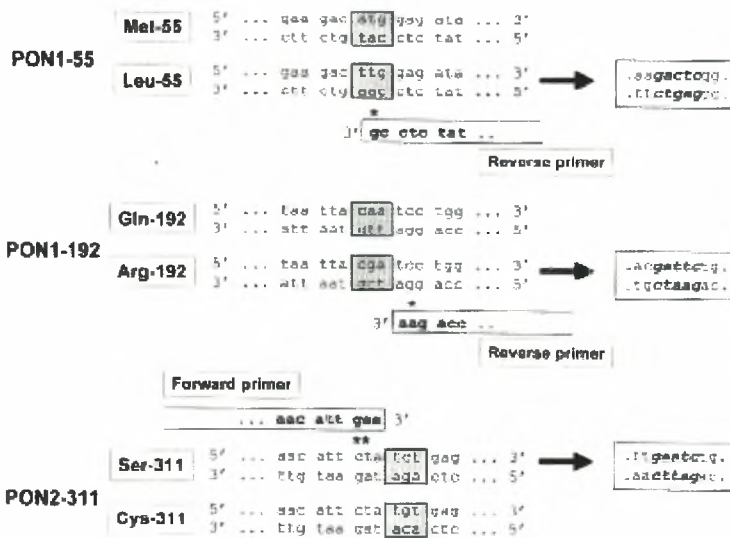 Met-55 5' ... gaa gac atg gag ata ... 3'
3' ... ctt ctg tac ctc tat ... 5'
PON1-55
Leu-55 5' ... gaa gac ttg gag ata ... 3' .aagactcgg.
3' ... ctt ctg ctc tat ... 5' .ttctgag
*
3' gc ctc tat ..
Reverse primer
Gln-192 5' ... taa tta caa tcc tgg ... 3'
3' ... att aat gtt agg acc ... 5'
PON1-192
Arg-192 5' ... taa tta cga tcc tgg ... 3' .acgattctg.
3' ... att aat gct agg acc ... 5' .tgctaagac.
*
3' aag acc ..
Reverse primer
Forward primer
... aac att gaa 3'
**
Ser-311 5' ... aac att cta tct gag ... 3' .ttgaatctg.
3' ... ttg taa gat aga ctc ... 5' .aacttag
PON2-311
Cys-311 5' ... aac att cta tgt gag ... 3'
3' ... ttg taa gat aca ctc ... 5'